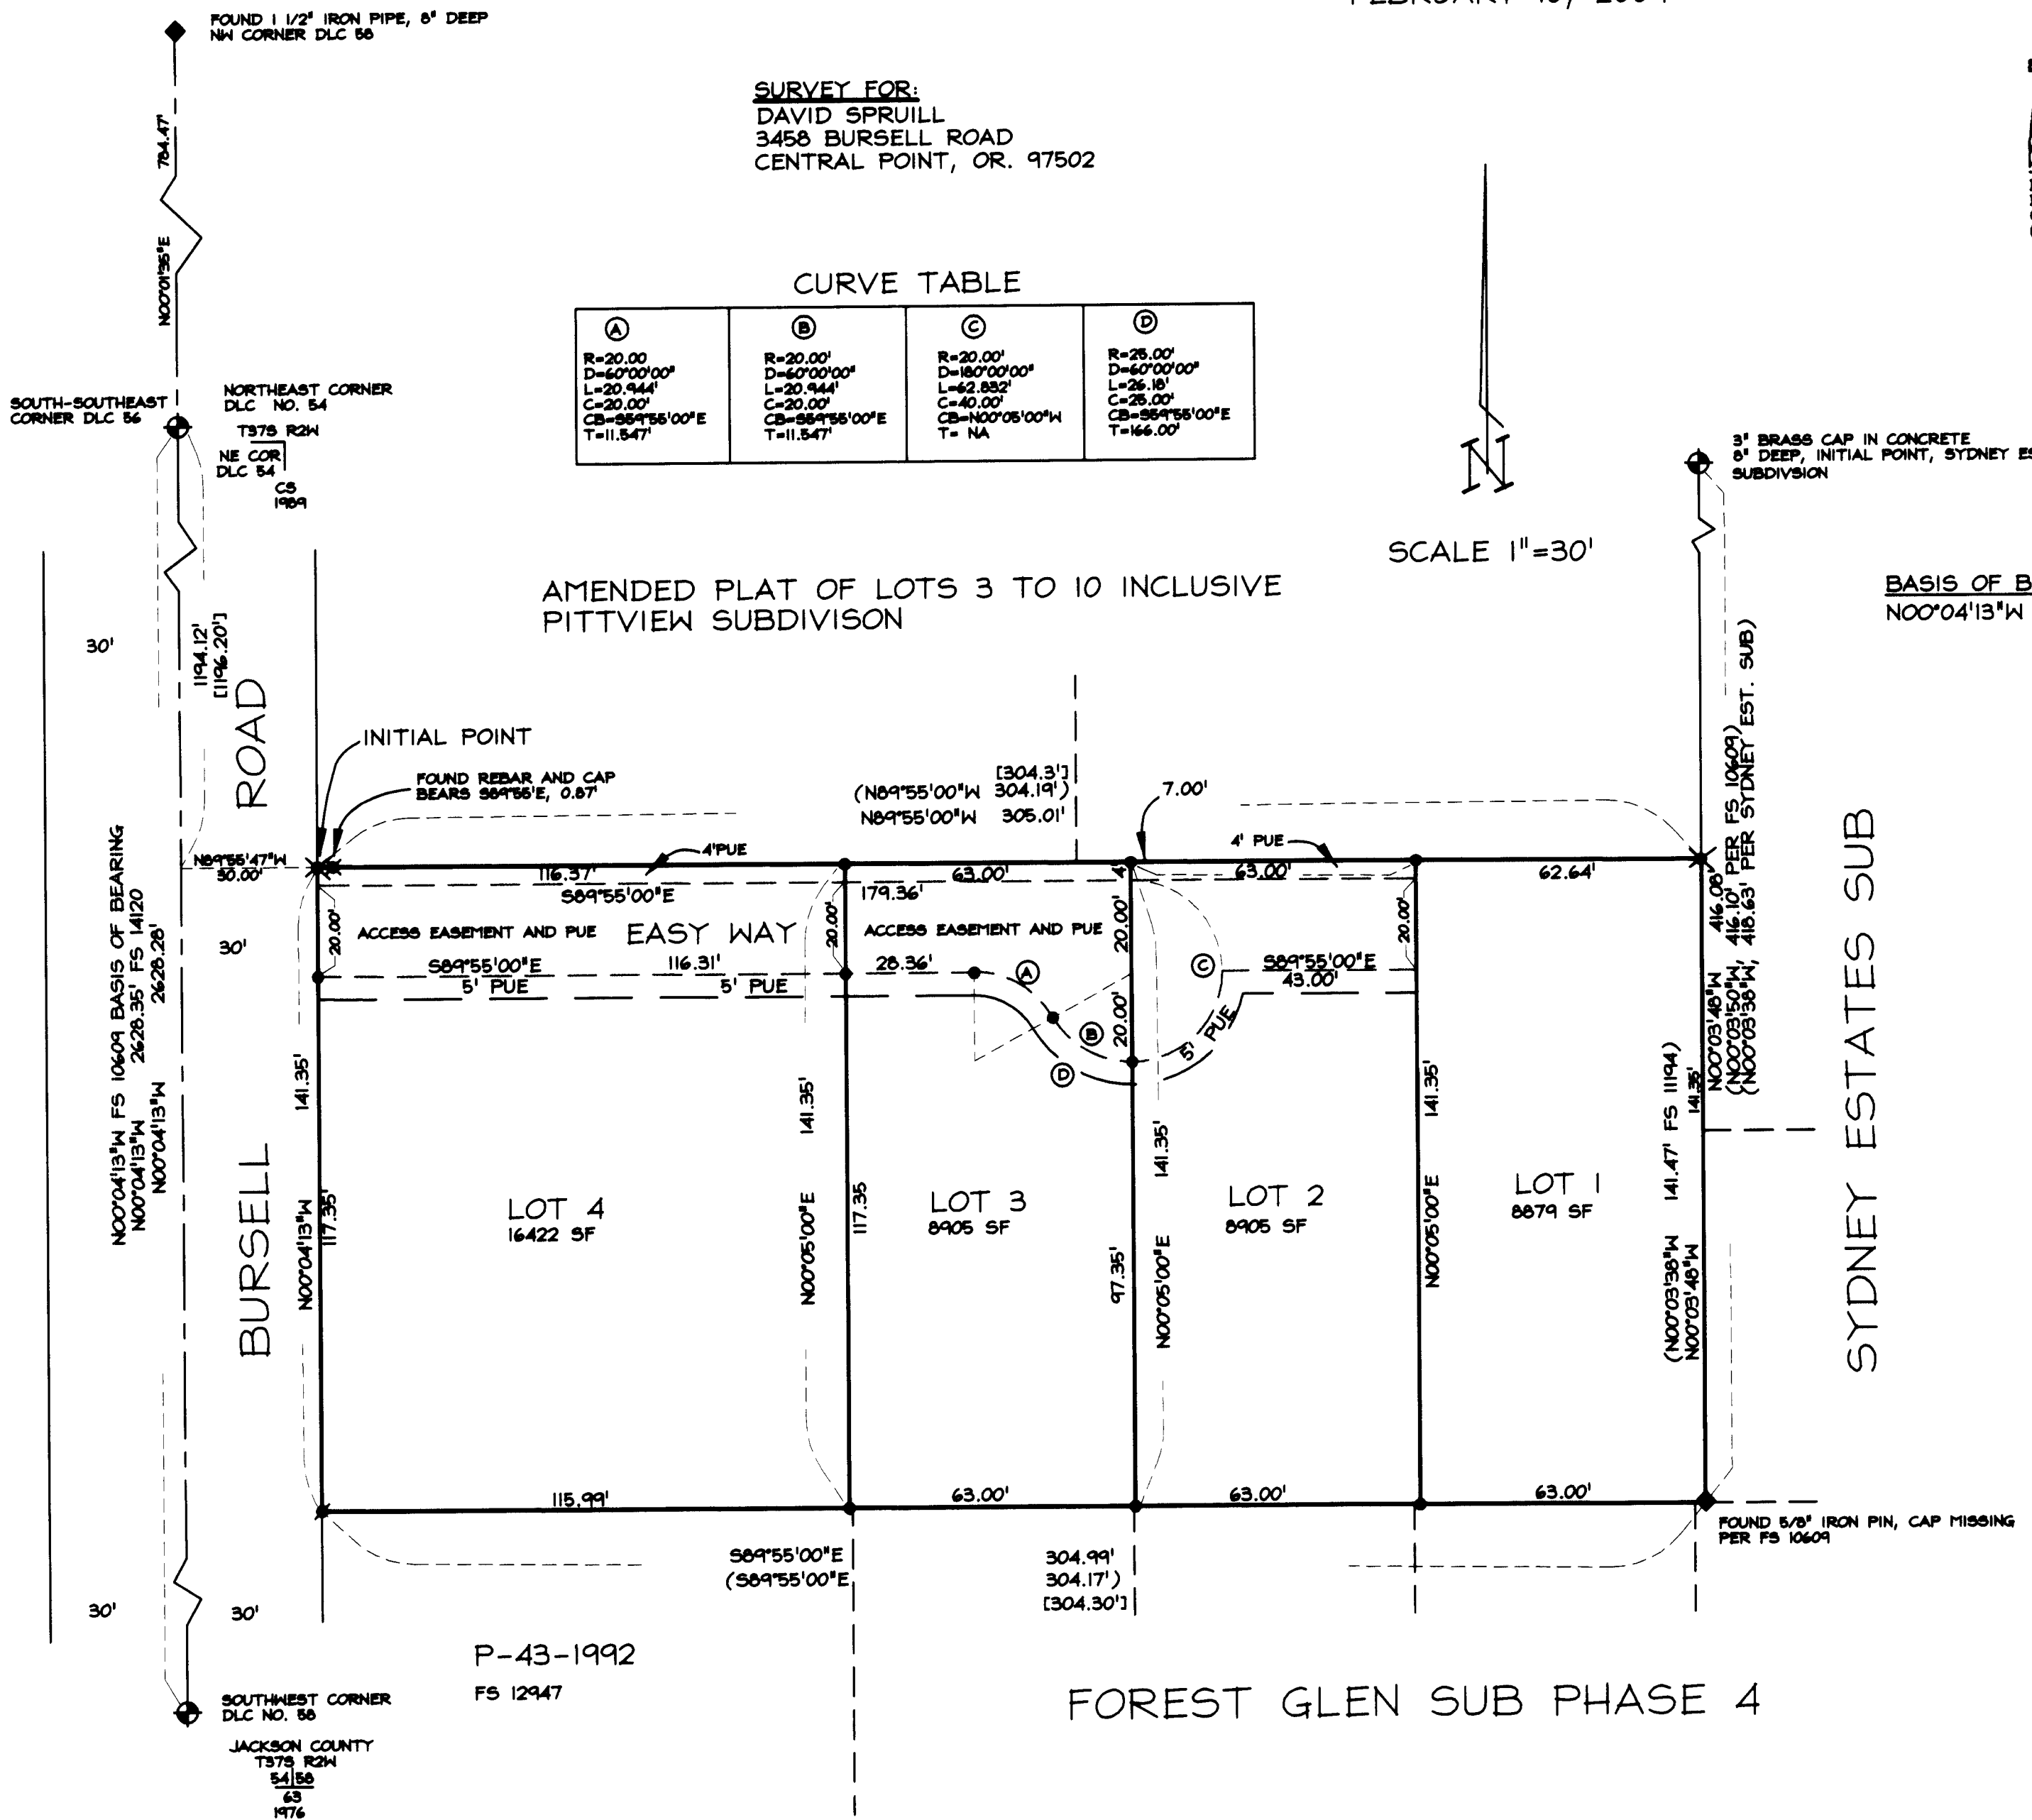 FOUND 1 1/2" IRON PIPE, 8" DEEP
NW CORNER DLC 58
784.47'
N00°01'35"E
SURVEY FOR:
DAVID SPRUILL
3458 BURSELL ROAD
CENTRAL POINT, OR. 97502
CURVE TABLE
A
R=20.00
D=60°00'00"
L=20.944'
C=20.00'
CB=S59°55'00"E
T=11.547'
B
R=20.00'
D=60°00'00"
L=20.944'
C=20.00'
CB=S59°55'00"E
T=11.547'
C
R=20.00'
D=180°00'00"
L=62.832'
C=40.00'
CB=N00°05'00"W
T= NA
D
R=25.00'
D=60°00'00"
L=26.18'
C=25.00'
CB=S59°55'00"E
T=166.00'
SOUTH-SOUTHEAST
CORNER DLC 56
NORTHEAST CORNER
DLC NO. 54
T37S R2W
NE COR
DLC 54
CS
1989
N
SCALE 1"=30'
3" BRASS CAP IN CONCRETE
8" DEEP, INITIAL POINT, SYDNEY
SUBDIVSION
BASIS OF
N00°04'13"W
AMENDED PLAT OF LOTS 3 TO 10 INCLUSIVE
PITTVIEW SUBDIVISON
30'
1194.12'
[1196.20']
BURSELL ROAD
INITIAL POINT
FOUND REBAR AND CAP
BEARS S89°55'E, 0.87'
[304.3']
(N89°55'00"W 304.19')
N89°55'00"W 305.01'
7.00'
N89°55'47"W
30.00'
4'PUE
4' PUE
116.37'
63.00'
63.00'
62.64'
S89°55'00"E
179.36'
4'
20.00'
20.00'
20.00'
20.00'
30'
ACCESS EASEMENT AND PUE
EASY WAY
ACCESS EASEMENT AND PUE
S89°55'00"E
116.31'
28.36'
A
C
S89°55'00"E
43.00'
5' PUE
5' PUE
20.00'
B
5' PUE
D
N00°04'13"W FS 10609 BASIS OF BEARING
N00°04'13"W 2628.35' FS 14120
N00°04'13"W 2628.28'
N00°04'13"W 141.35'
117.35'
N00°05'00"E 141.35'
117.35
97.35'
N00°05'00"E 141.35'
N00°05'00"E 141.35'
LOT 4
16422 SF
LOT 3
8905 SF
LOT 2
8905 SF
LOT 1
8879 SF
(N00°03'38"W 141.47' FS 11194)
N00°03'48"W 141.35'
N00°03'48"W 416.08'
(N00°03'50"W, 416.10' PER FS 10609)
(N00°03'38"W, 418.63' PER SYDNEY EST. SUB)
SYDNEY ESTATES SUB
115.99'
63.00'
63.00'
63.00'
FOUND 5/8" IRON PIN, CAP MISSING
PER FS 10609
S89°55'00"E 304.99'
(S89°55'00"E 304.17')
[304.30']
30'
30'
P-43-1992
FS 12947
FOREST GLEN SUB PHASE 4
SOUTHWEST CORNER
DLC NO. 58
JACKSON COUNTY
T37S R2W
54|58
63
1976